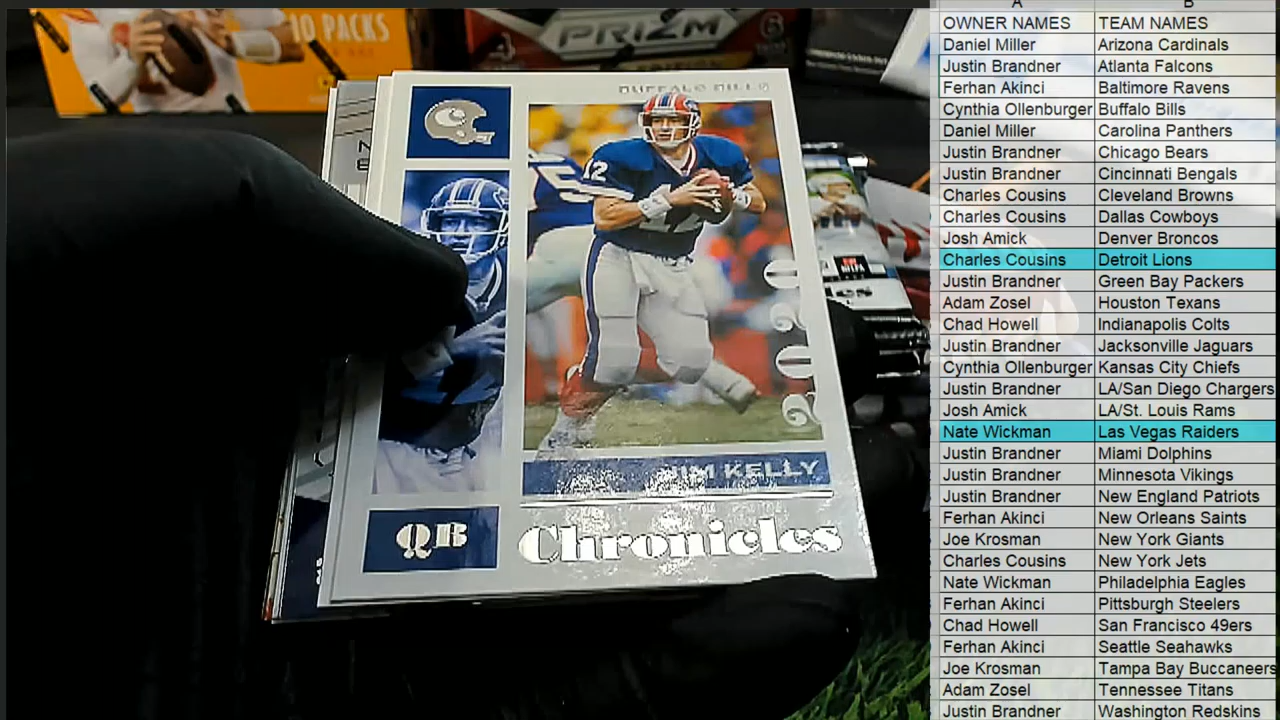 10 PACKS
PRIZM
BUFFALO BILLS
12
12
2020
JIM KELLY
QB
Chronicles
A B
OWNER NAMES TEAM NAMES
Daniel Miller Arizona Cardinals
Justin Brandner Atlanta Falcons
Ferhan Akinci Baltimore Ravens
Cynthia Ollenburger Buffalo Bills
Daniel Miller Carolina Panthers
Justin Brandner Chicago Bears
Justin Brandner Cincinnati Bengals
Charles Cousins Cleveland Browns
Charles Cousins Dallas Cowboys
Josh Amick Denver Broncos
Charles Cousins Detroit Lions
Justin Brandner Green Bay Packers
Adam Zosel Houston Texans
Chad Howell Indianapolis Colts
Justin Brandner Jacksonville Jaguars
Cynthia Ollenburger Kansas City Chiefs
Justin Brandner LA/San Diego Chargers
Josh Amick LA/St. Louis Rams
Nate Wickman Las Vegas Raiders
Justin Brandner Miami Dolphins
Justin Brandner Minnesota Vikings
Justin Brandner New England Patriots
Ferhan Akinci New Orleans Saints
Joe Krosman New York Giants
Charles Cousins New York Jets
Nate Wickman Philadelphia Eagles
Ferhan Akinci Pittsburgh Steelers
Chad Howell San Francisco 49ers
Ferhan Akinci Seattle Seahawks
Joe Krosman Tampa Bay Buccaneers
Adam Zosel Tennessee Titans
Justin Brandner Washington Redskins